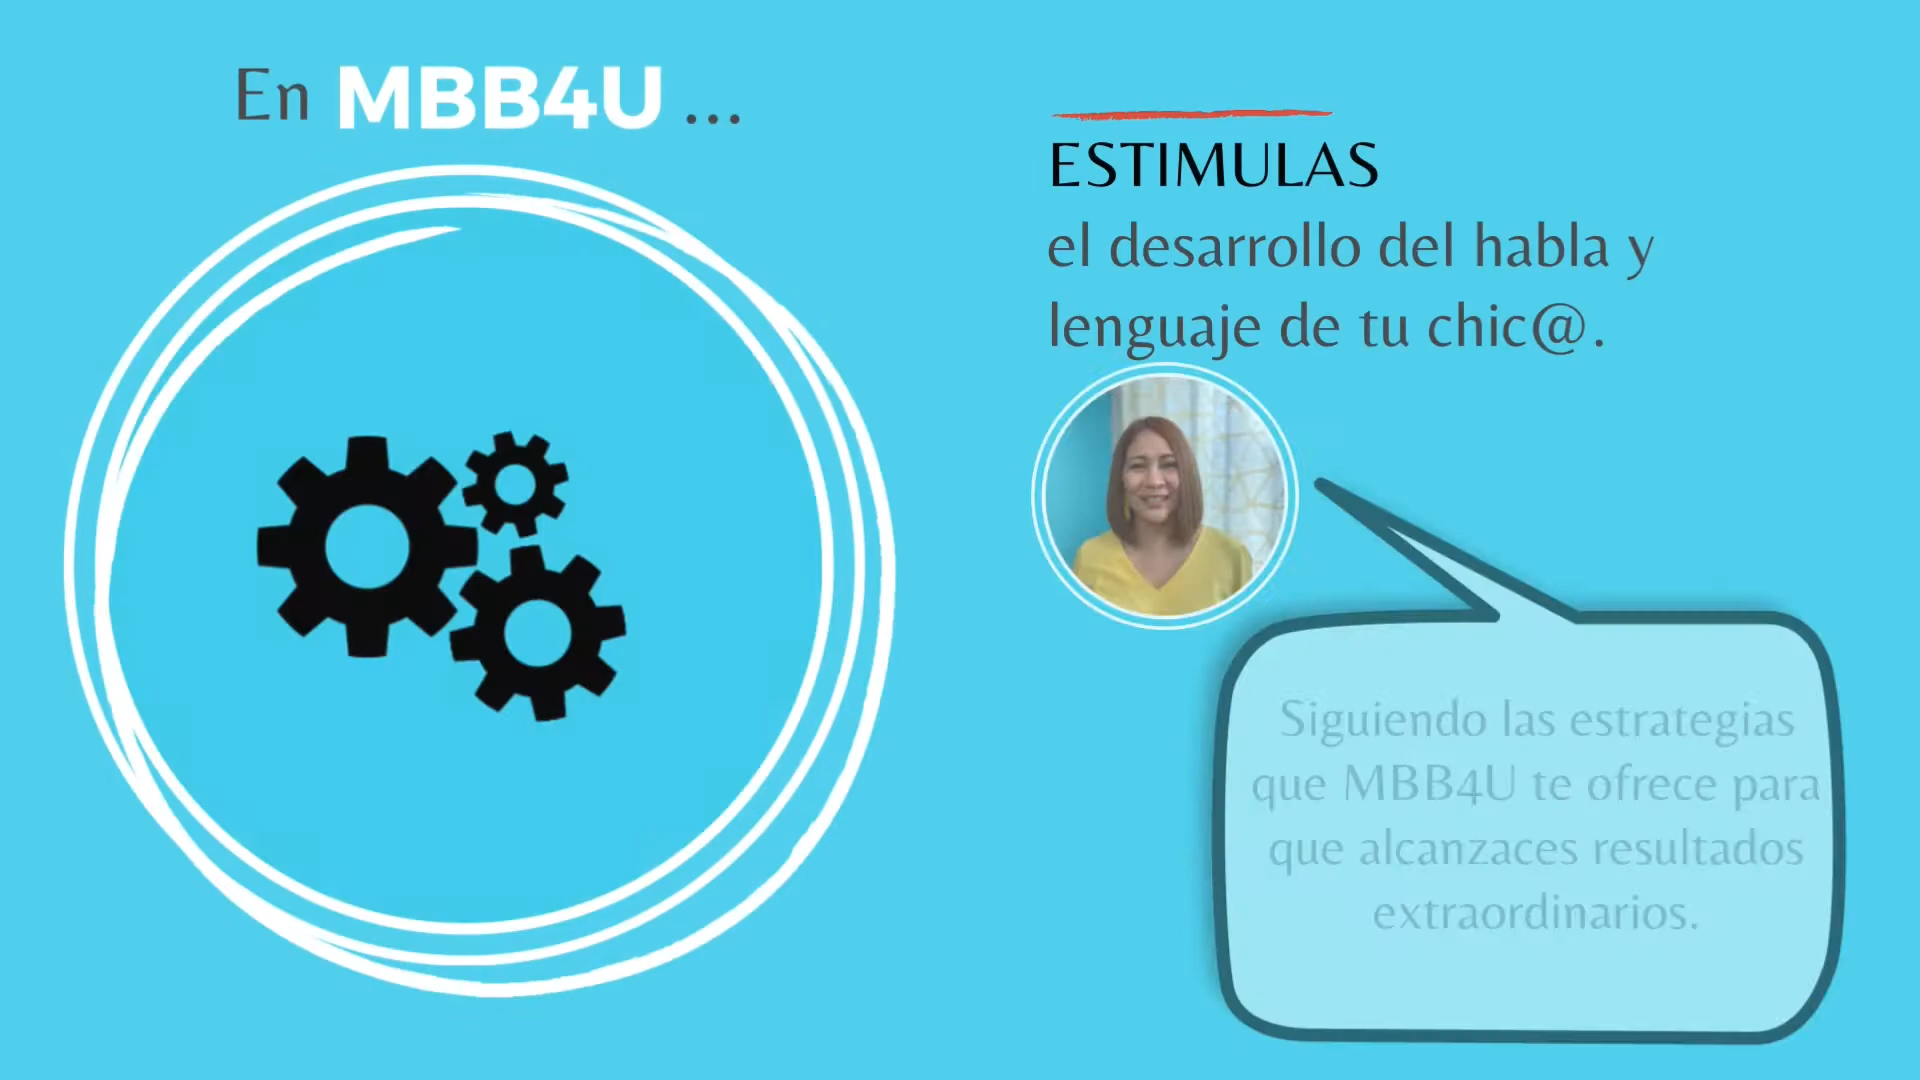 En MBB4U ...
ESTIMULAS
el desarrollo del habla y
lenguaje de tu chic@.
Siguiendo las estrategias
que MBB4U te ofrece para
que alcanzaces resultados
extraordinarios.